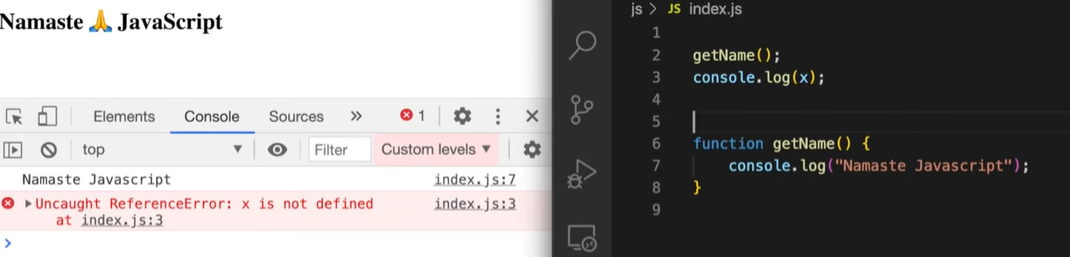 Namaste 🙏 JavaScript
Elements Console Sources » 1
top Filter Custom levels ▼
Namaste Javascript index.js:7
▶Uncaught ReferenceError: x is not defined index.js:3
at index.js:3
>
js > JS index.js
1
2 getName();
3 console.log(x);
4
5
6 function getName() {
7 console.log("Namaste Javascript");
8 }
9